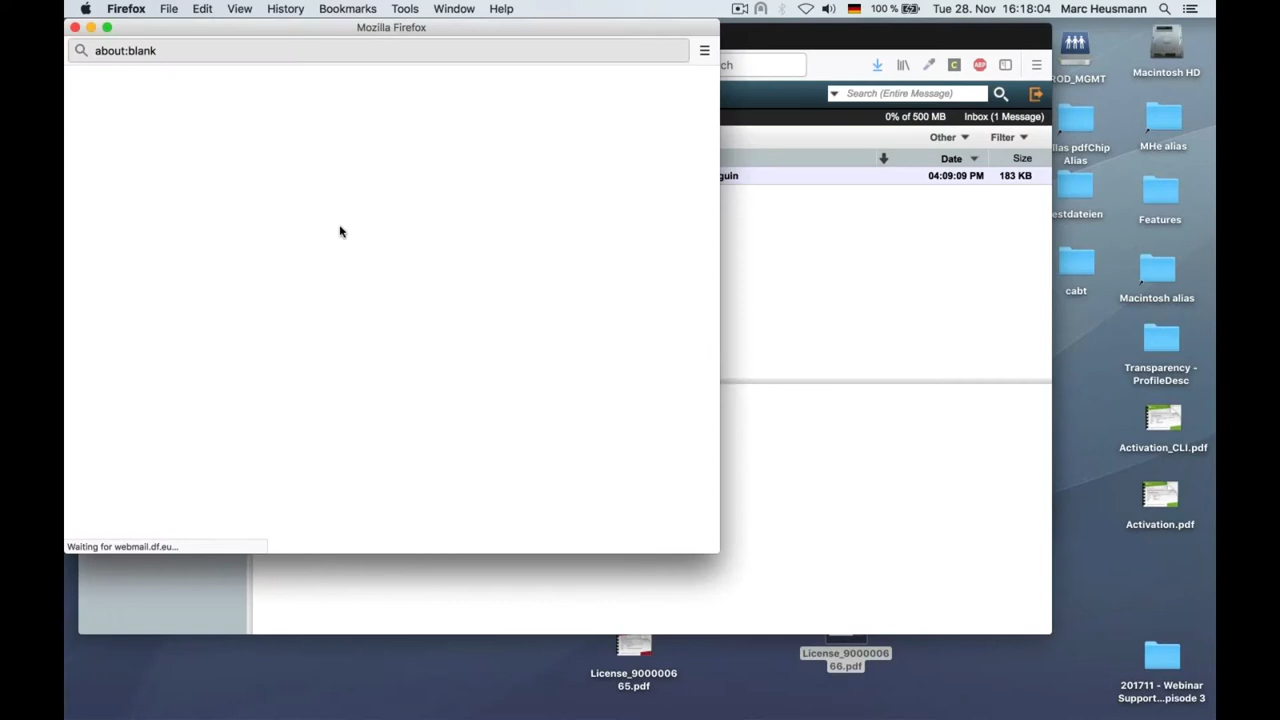 Firefox File Edit View History Bookmarks Tools Window Help 100 % Tue 28. Nov 16:18:04 Marc Heusmann
Mozilla Firefox
about:blank
ch
Search (Entire Message)
0% of 500 MB Inbox (1 Message)
Other Filter
Date Size
guin 04:09:09 PM 183 KB
ROD_MGMT
Macintosh HD
llas pdfChip
Alias
MHe alias
estdateien
Features
cabt
Macintosh alias
Transparency -
ProfileDesc
Activation_CLI.pdf
Activation.pdf
Waiting for webmail.df.eu...
License_9000006
65.pdf
License_9000006
66.pdf
201711 - Webinar
Support...pisode 3